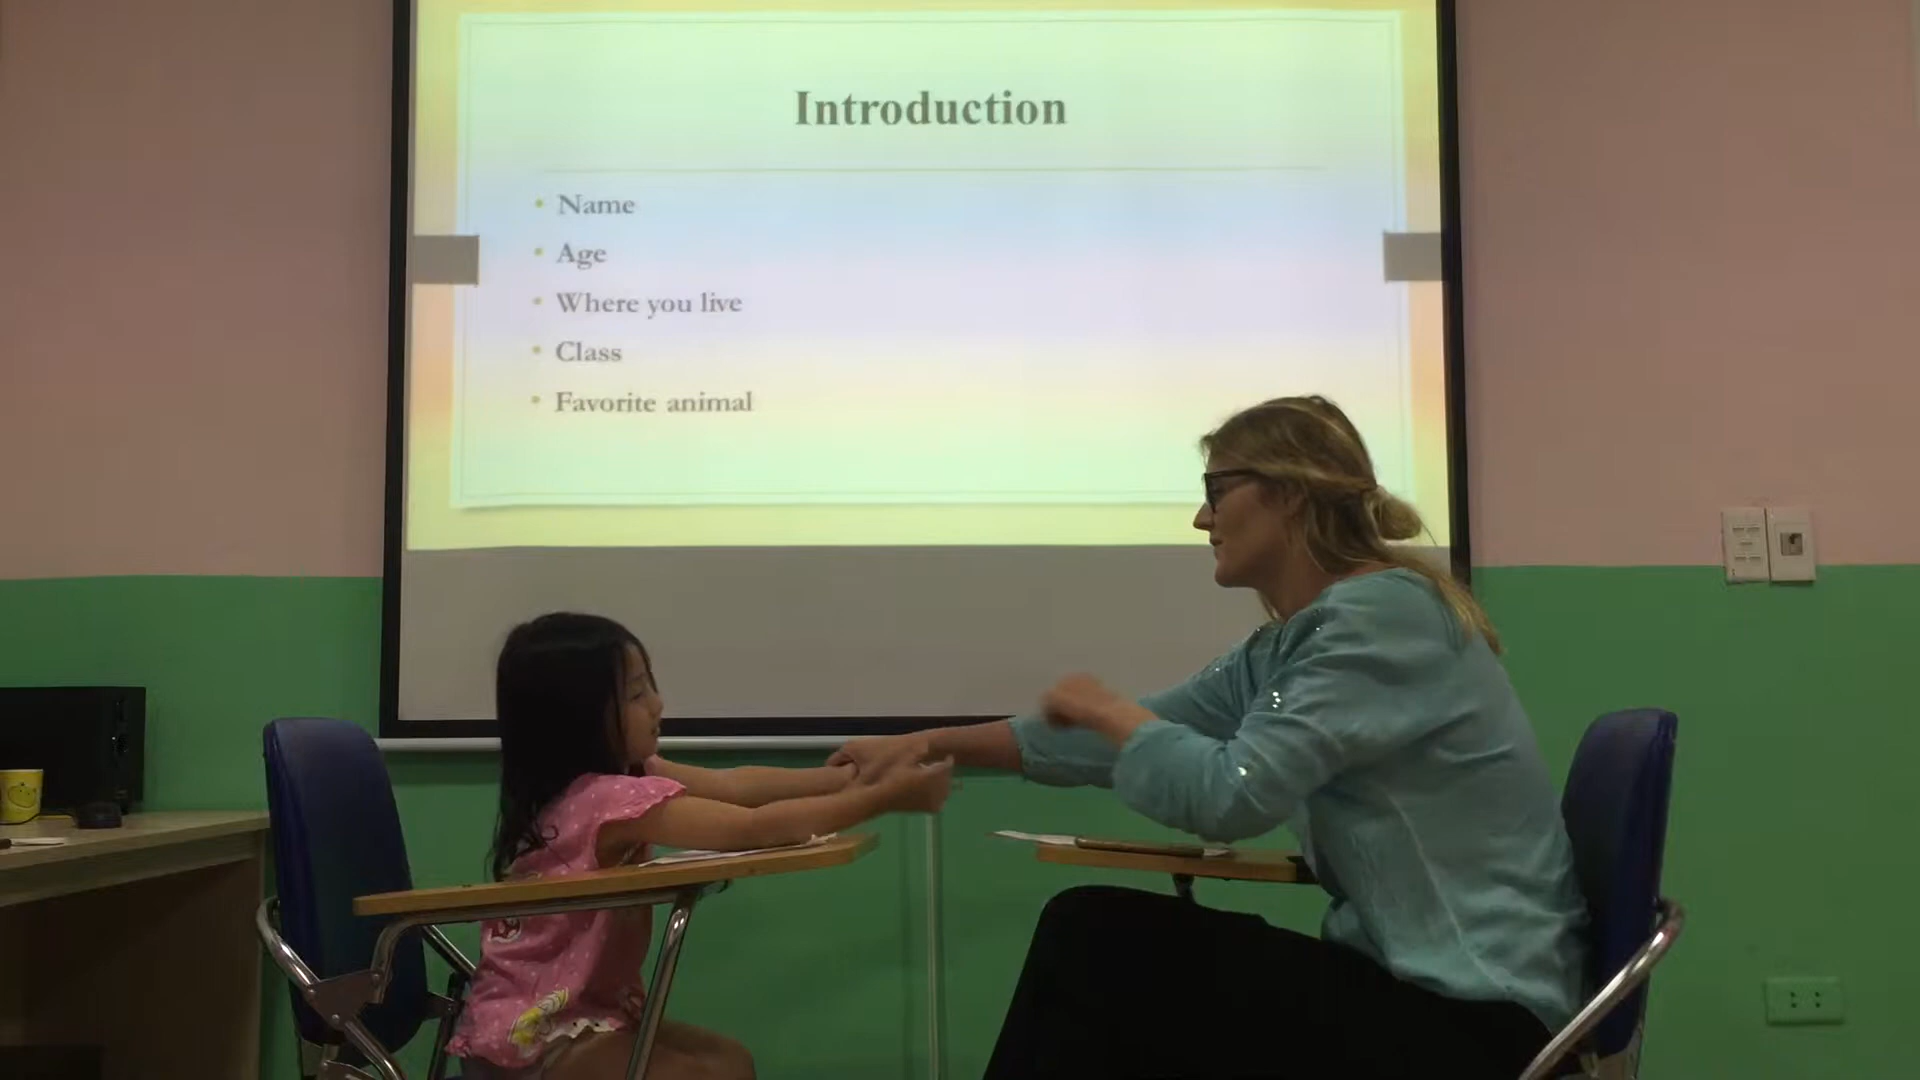 Introduction
• Name
• Age
• Where you live
• Class
• Favorite animal